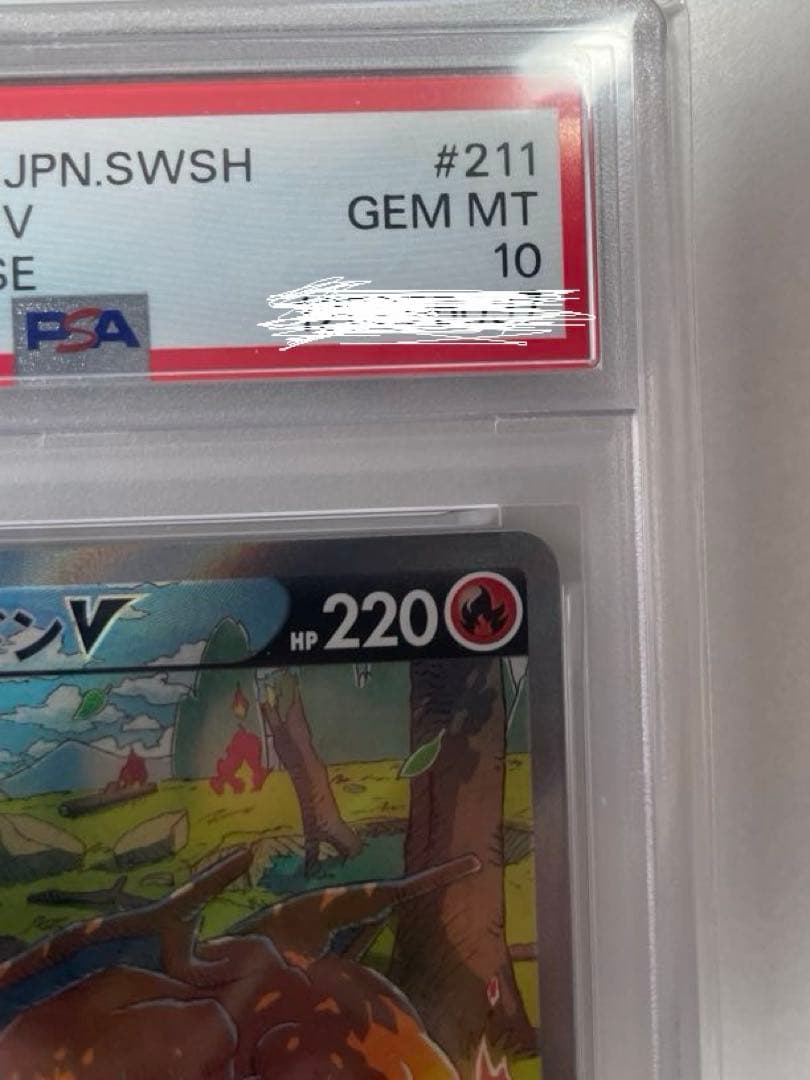 JPN.SWSH #211
V GEM MT
SE 10
PSA
ンV HP 220